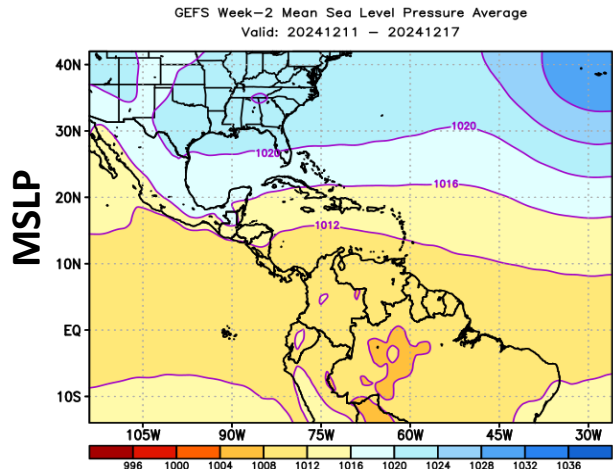 GEFS Week-2 Mean Sea Level Pressure Average
Valid: 20241211 - 20241217
MSLP
40N
30N
20N
10N
EQ
10S
1020
1020
1016
1012
105W 90W 75W 60W 45W 30W
996 1000 1004 1008 1012 1016 1020 1024 1028 1032 1036